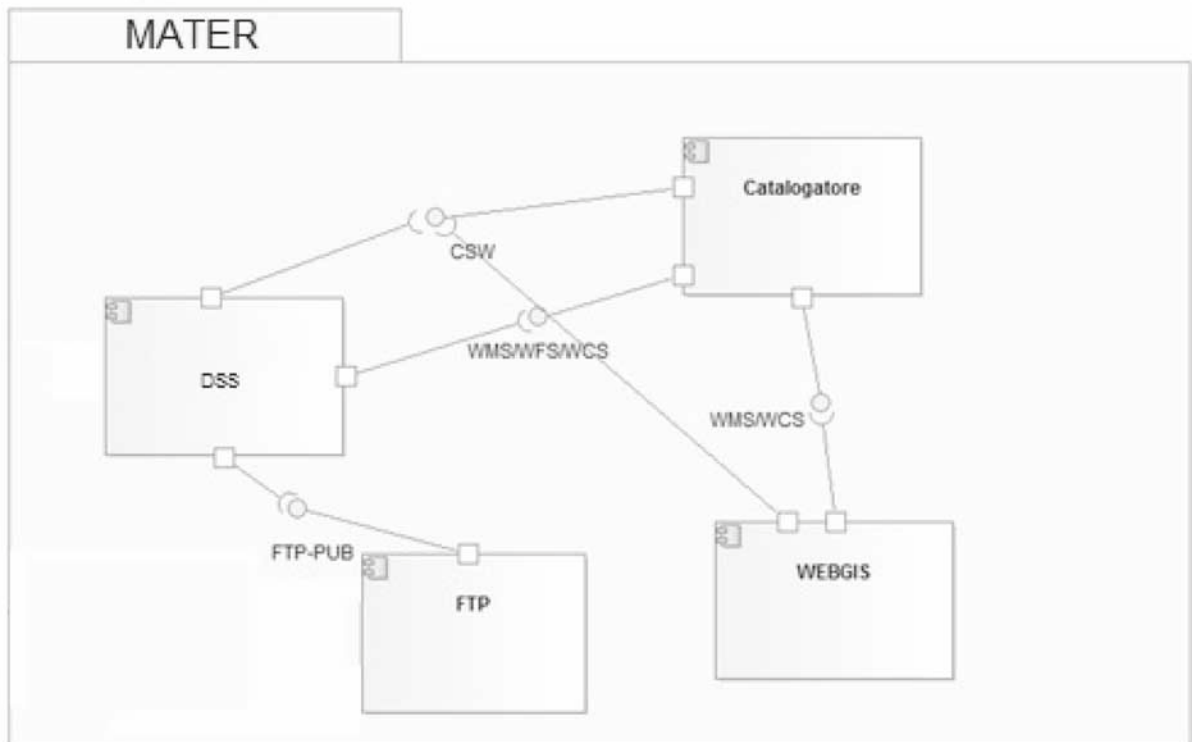 MATER
Catalogatore
CSW
WMS/WFS/WCS
DSS
WMS/WCS
FTP-PUB
WEBGIS
FTP